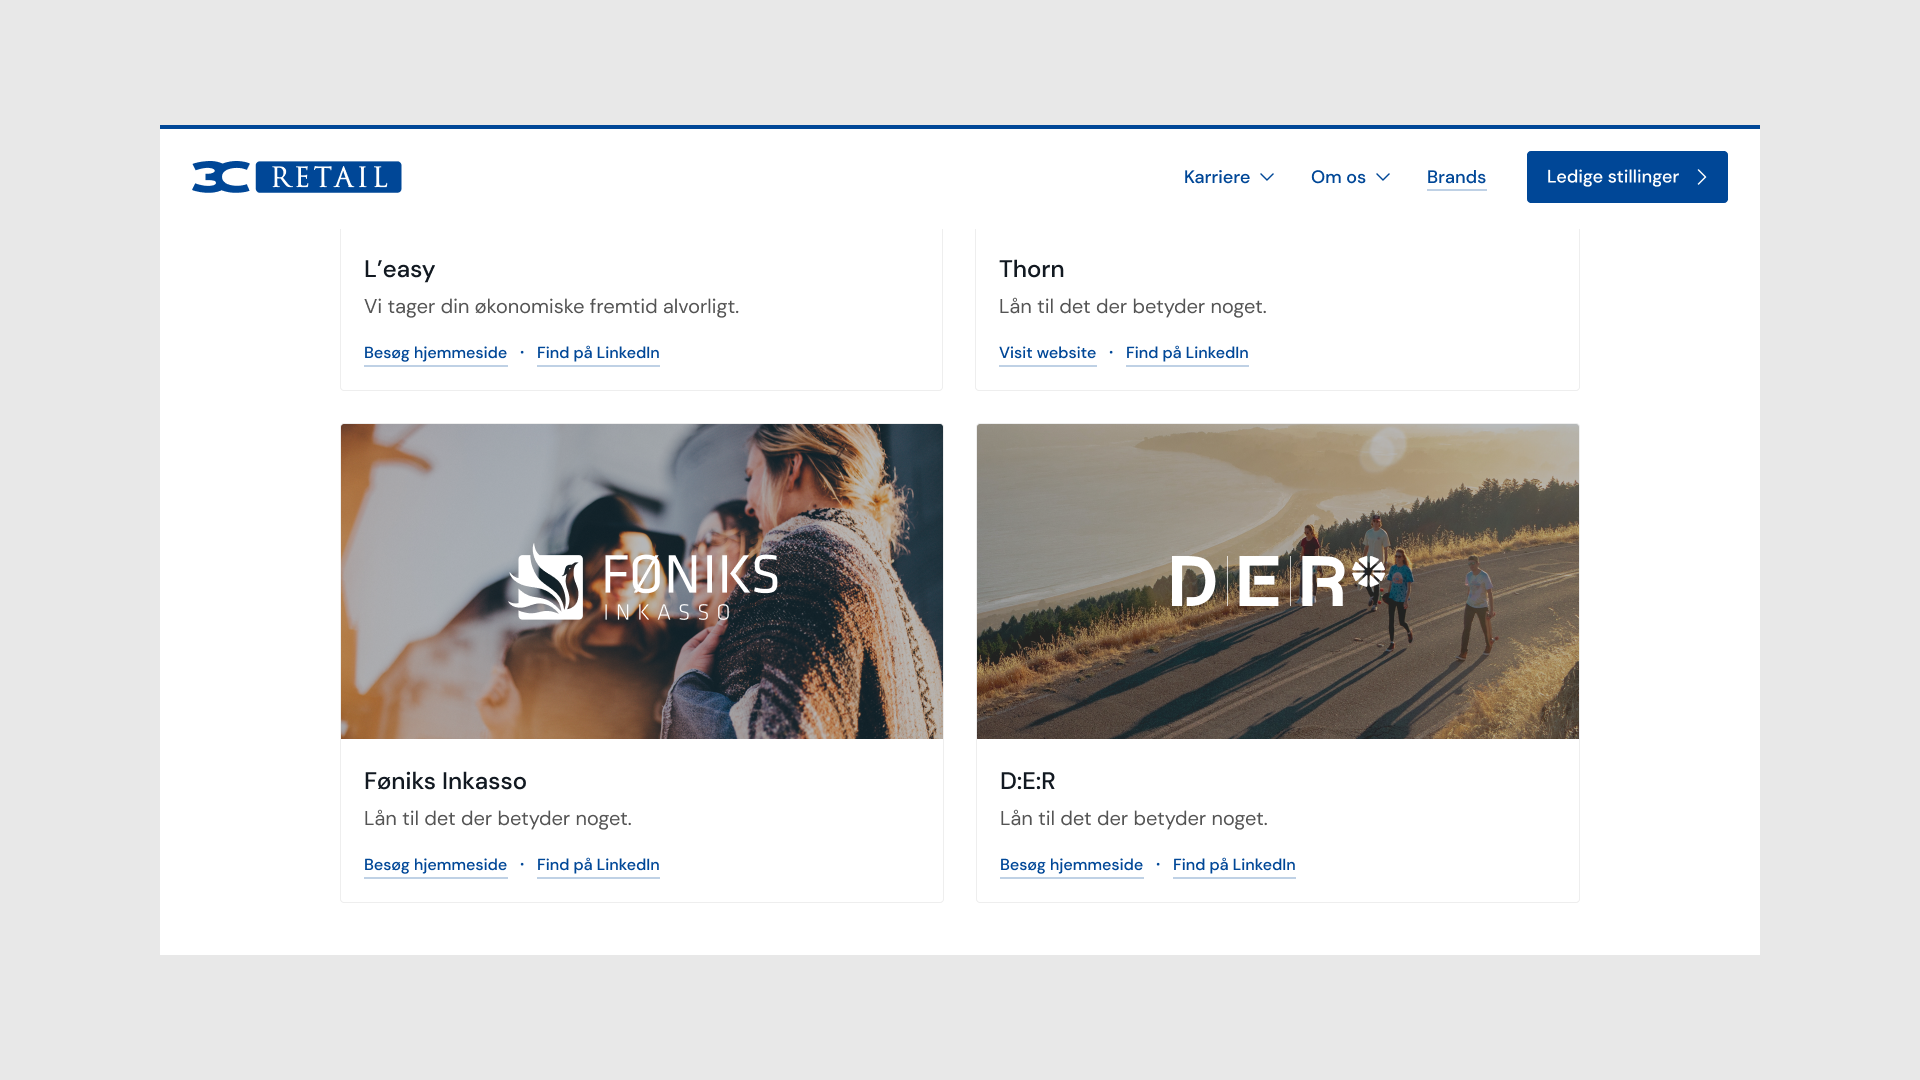 3C RETAIL
Karriere
Om os
Brands
Ledige stillinger
L’easy
Vi tager din økonomiske fremtid alvorligt.
Besøg hjemmeside · Find på LinkedIn
Thorn
Lån til det der betyder noget.
Visit website · Find på LinkedIn
FØNIKS
INKASSO
Føniks Inkasso
Lån til det der betyder noget.
Besøg hjemmeside · Find på LinkedIn
D|E|R
D:E:R
Lån til det der betyder noget.
Besøg hjemmeside · Find på LinkedIn